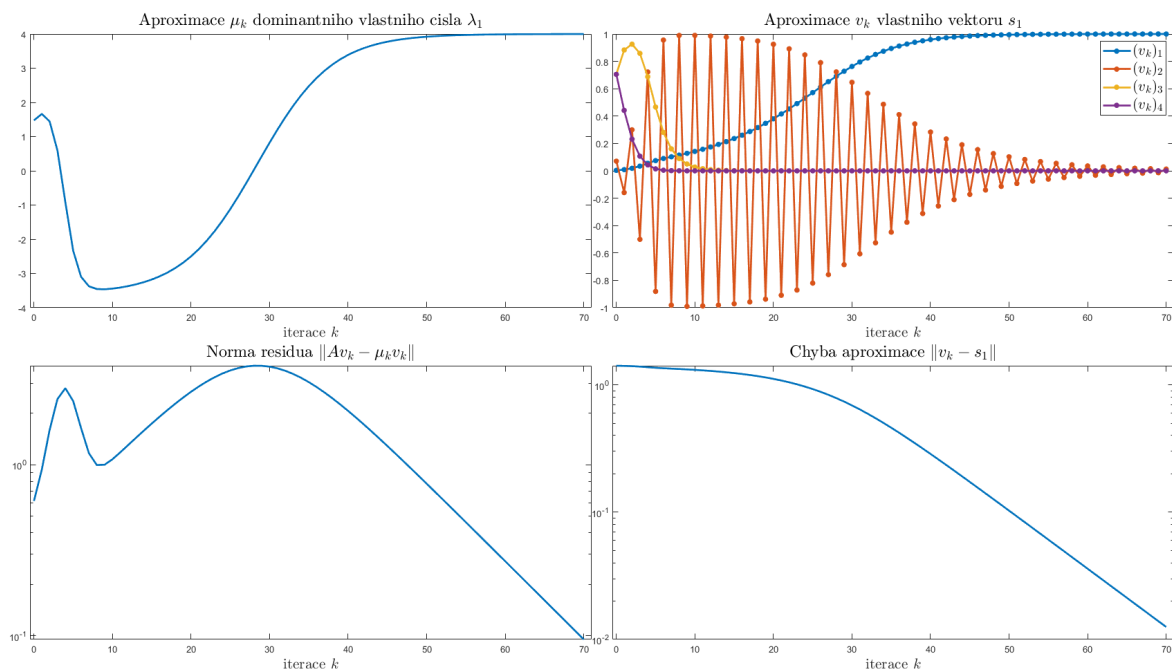 Aproximace $\mu_k$ dominantniho vlastniho cisla $\lambda_1$
4
3
2
1
0
-1
-2
-3
-4
0 10 20 30 40 50 60 70
iterace $k$
Aproximace $v_k$ vlastniho vektoru $s_1$
1
0.8
0.6
0.4
0.2
0
-0.2
-0.4
-0.6
-0.8
-1
0 10 20 30 40 50 60 70
iterace $k$
$(v_k)_1$
$(v_k)_2$
$(v_k)_3$
$(v_k)_4$
Norma residua $\|Av_k - \mu_k v_k\|$
$10^0$
$10^{-1}$
0 10 20 30 40 50 60 70
iterace $k$
Chyba aproximace $\|v_k - s_1\|$
$10^0$
$10^{-1}$
$10^{-2}$
0 10 20 30 40 50 60 70
iterace $k$